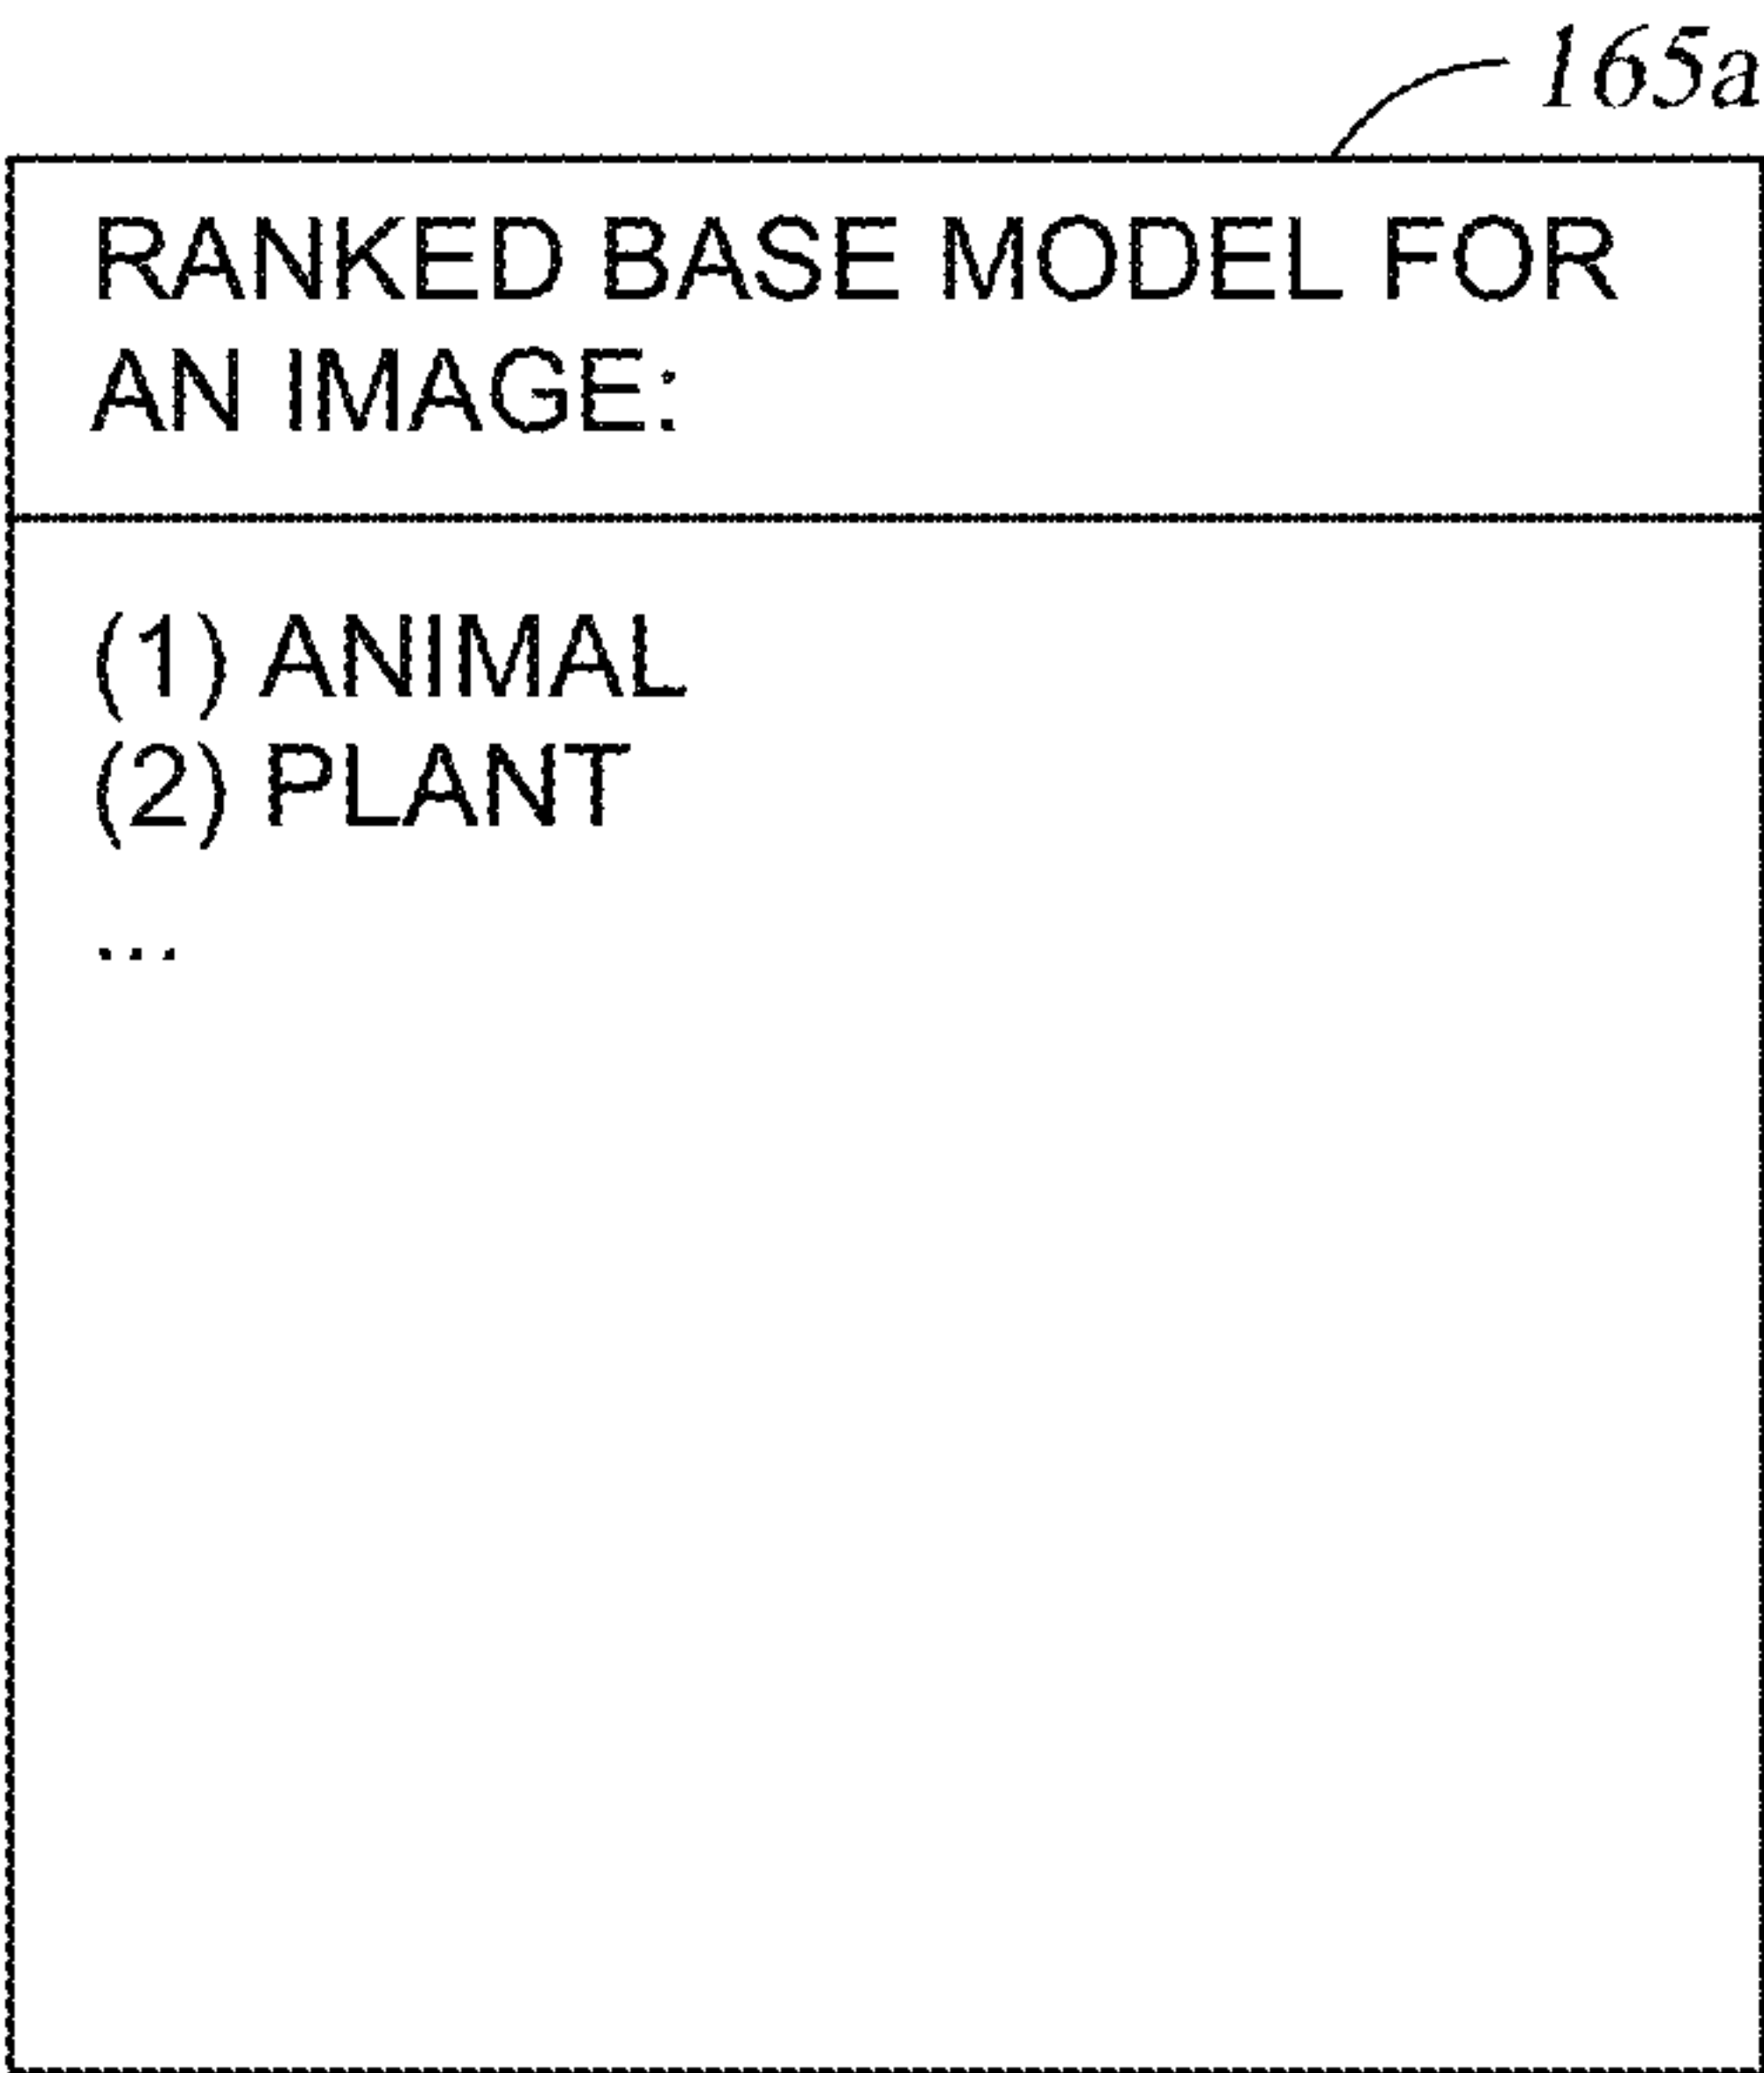 165a
RANKED BASE MODEL FOR
AN IMAGE:
(1) ANIMAL
(2) PLANT
...